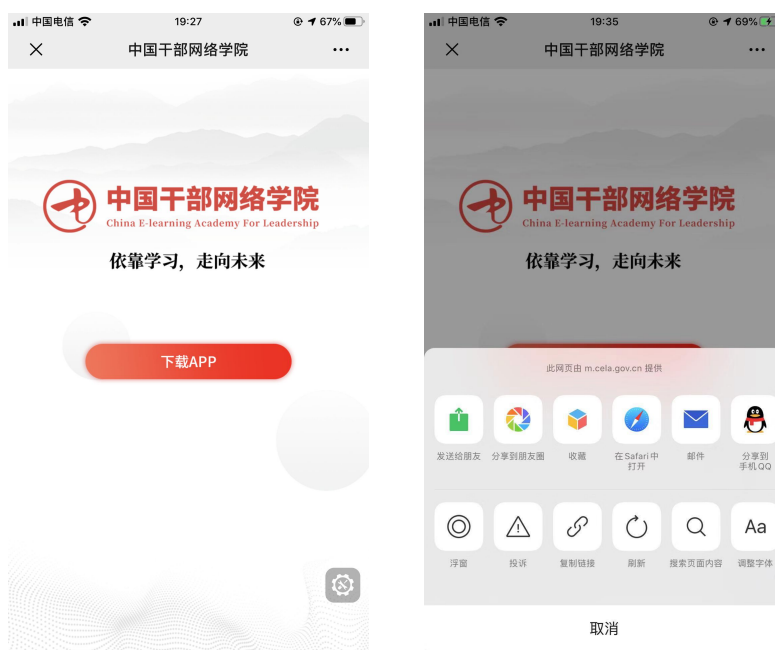 中国电信 19:27 67%
中国干部网络学院
中国干部网络学院
China E-learning Academy For Leadership
依靠学习，走向未来
下载APP
中国电信 19:35 69%
中国干部网络学院
中国干部网络学院
China E-learning Academy For Leadership
依靠学习，走向未来
此网页由 m.cela.gov.cn 提供
发送给朋友 分享到朋友圈 收藏 在Safari中 邮件 分享到
打开 手机QQ
Aa
浮窗 投诉 复制链接 刷新 搜索页面内容 调整字体
取消